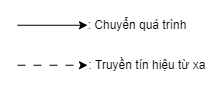 : Chuyển quá trình
: Truyền tín hiệu từ xa